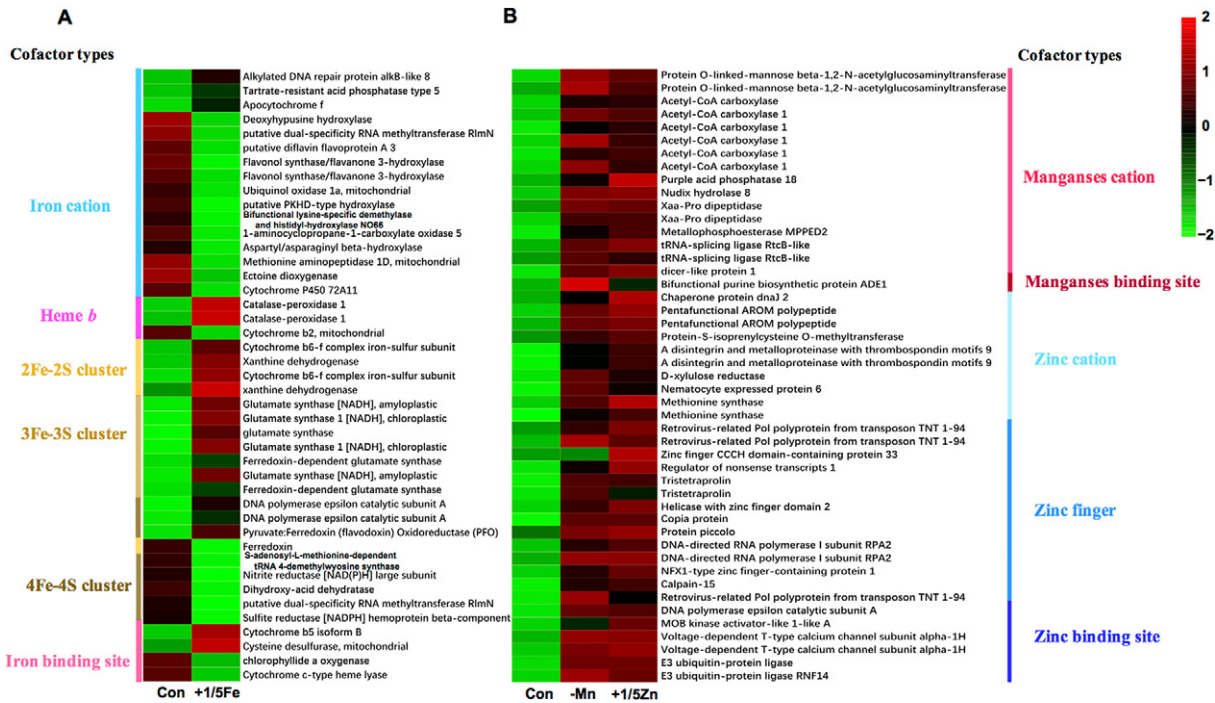 A
B
Cofactor types
Cofactor types
2
1
0
−1
−2
Iron cation
Heme b
2Fe-2S cluster
3Fe-3S cluster
4Fe-4S cluster
Iron binding site
Alkylated DNA repair protein alkB-like 8
Tartrate-resistant acid phosphatase type 5
Apocytochrome f
Deoxyhypusine hydroxylase
putative dual-specificity RNA methyltransferase RlmN
putative diflavin flavoprotein A 3
Flavonol synthase/flavanone 3-hydroxylase
Flavonol synthase/flavanone 3-hydroxylase
Ubiquinol oxidase 1a, mitochondrial
putative PKHD-type hydroxylase
Bifunctional lysine-specific demethylase
and histidyl-hydroxylase NO66
1-aminocyclopropane-1-carboxylate oxidase 5
Aspartyl/asparaginyl beta-hydroxylase
Methionine aminopeptidase 1D, mitochondrial
Ectoine dioxygenase
Cytochrome P450 72A11
Catalase-peroxidase 1
Catalase-peroxidase 1
Cytochrome b2, mitochondrial
Cytochrome b6-f complex iron-sulfur subunit
Xanthine dehydrogenase
Cytochrome b6-f complex iron-sulfur subunit
xanthine dehydrogenase
Glutamate synthase [NADH], amyloplastic
Glutamate synthase 1 [NADH], chloroplastic
glutamate synthase
Glutamate synthase 1 [NADH], chloroplastic
Ferredoxin-dependent glutamate synthase
Glutamate synthase [NADH], amyloplastic
Ferredoxin-dependent glutamate synthase
DNA polymerase epsilon catalytic subunit A
DNA polymerase epsilon catalytic subunit A
Pyruvate:Ferredoxin (flavodoxin) Oxidoreductase (PFO)
Ferredoxin
S-adenosyl-L-methionine-dependent
tRNA 4-demethylwyosine synthase
Nitrite reductase [NAD(P)H] large subunit
Dihydroxy-acid dehydratase
putative dual-specificity RNA methyltransferase RlmN
Sulfite reductase [NADPH] hemoprotein beta-component
Cytochrome b5 isoform B
Cysteine desulfurase, mitochondrial
chlorophyllide a oxygenase
Cytochrome c-type heme lyase
Con +1/5Fe
Protein O-linked-mannose beta-1,2-N-acetylglucosaminyltransferase
Protein O-linked-mannose beta-1,2-N-acetylglucosaminyltransferase
Acetyl-CoA carboxylase
Acetyl-CoA carboxylase 1
Acetyl-CoA carboxylase 1
Acetyl-CoA carboxylase 1
Acetyl-CoA carboxylase 1
Acetyl-CoA carboxylase 1
Purple acid phosphatase 18
Nudix hydrolase 8
Xaa-Pro dipeptidase
Xaa-Pro dipeptidase
Metallophosphoesterase MPPED2
tRNA-splicing ligase RtcB-like
tRNA-splicing ligase RtcB-like
dicer-like protein 1
Bifunctional purine biosynthetic protein ADE1
Chaperone protein dnaJ 2
Pentafunctional AROM polypeptide
Pentafunctional AROM polypeptide
Protein-S-isoprenylcysteine O-methyltransferase
A disintegrin and metalloproteinase with thrombospondin motifs 9
A disintegrin and metalloproteinase with thrombospondin motifs 9
D-xylulose reductase
Nematocyte expressed protein 6
Methionine synthase
Methionine synthase
Retrovirus-related Pol polyprotein from transposon TNT 1-94
Retrovirus-related Pol polyprotein from transposon TNT 1-94
Zinc finger CCCH domain-containing protein 33
Regulator of nonsense transcripts 1
Tristetraprolin
Tristetraprolin
Helicase with zinc finger domain 2
Copia protein
Protein piccolo
DNA-directed RNA polymerase I subunit RPA2
DNA-directed RNA polymerase I subunit RPA2
NFX1-type zinc finger-containing protein 1
Calpain-15
Retrovirus-related Pol polyprotein from transposon TNT 1-94
DNA polymerase epsilon catalytic subunit A
MOB kinase activator-like 1-like A
Voltage-dependent T-type calcium channel subunit alpha-1H
Voltage-dependent T-type calcium channel subunit alpha-1H
E3 ubiquitin-protein ligase
E3 ubiquitin-protein ligase RNF14
Con -Mn +1/5Zn
Manganses cation
Manganses binding site
Zinc cation
Zinc finger
Zinc binding site